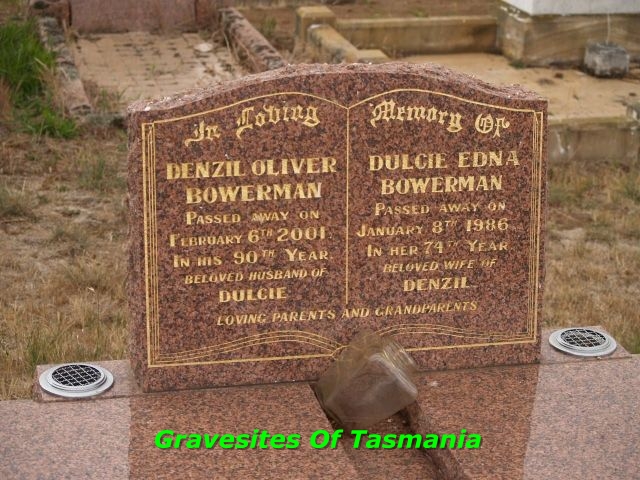 In Loving Memory Of
DENZIL OLIVER
BOWERMAN
PASSED AWAY ON
FEBRUARY 6TH 2001.
IN HIS 90TH YEAR.
BELOVED HUSBAND OF
DULCIE
DULCIE EDNA
BOWERMAN
PASSED AWAY ON
JANUARY 8TH 1986
IN HER 74TH YEAR.
BELOVED WIFE OF
DENZIL
LOVING PARENTS AND GRANDPARENTS
Gravesites Of Tasmania